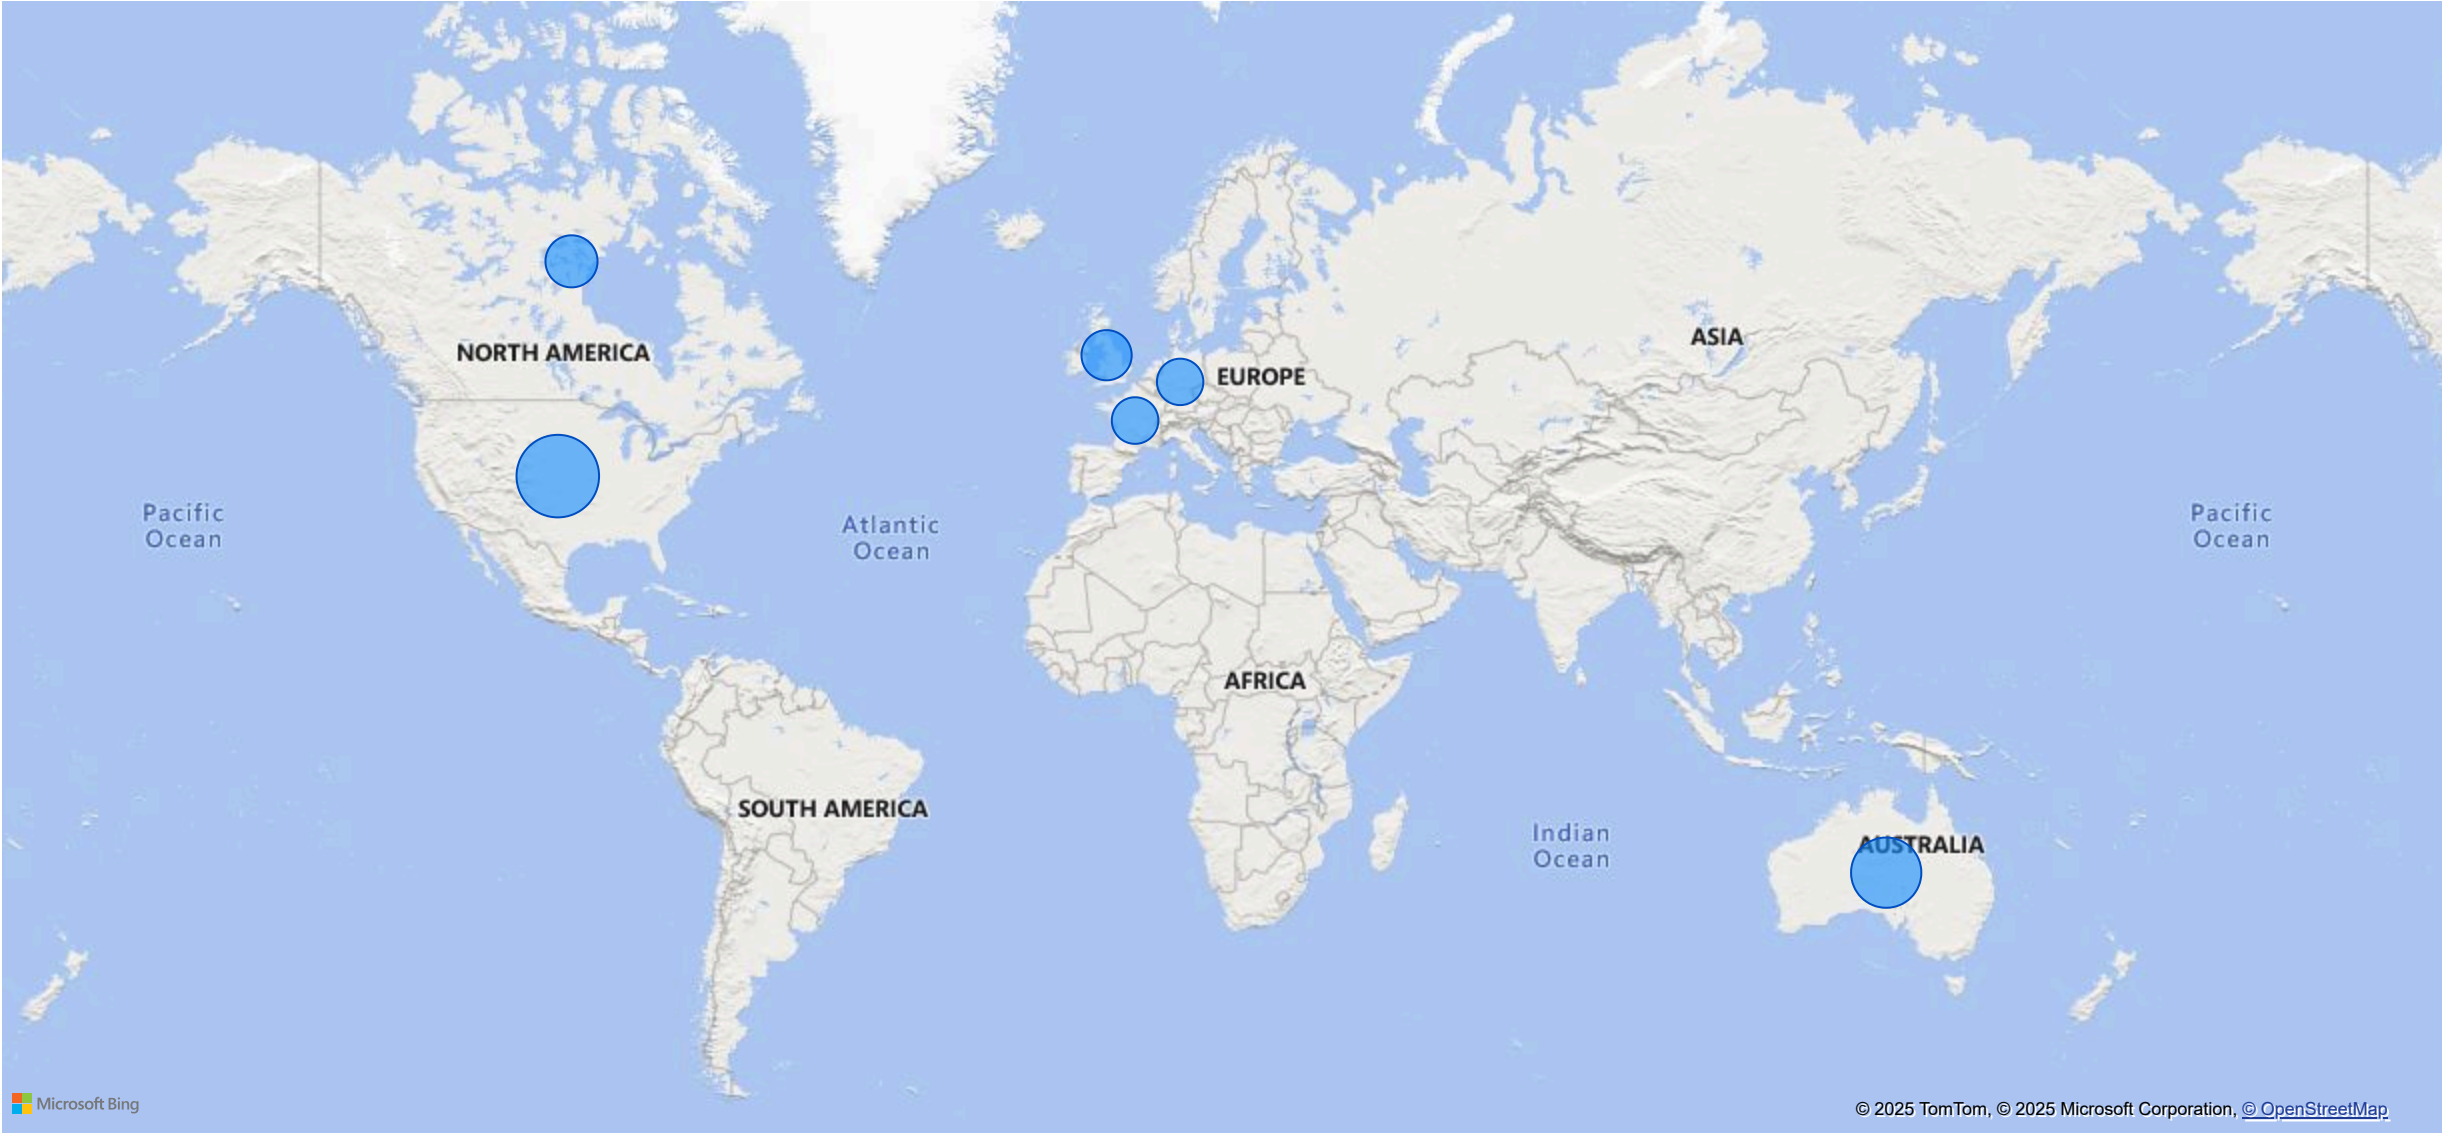 NORTH AMERICA
ASIA
EUROPE
Pacific
Ocean
Atlantic
Ocean
Pacific
Ocean
AFRICA
SOUTH AMERICA
Indian
Ocean
AUSTRALIA
Microsoft Bing
© 2025 TomTom, © 2025 Microsoft Corporation, © OpenStreetMap